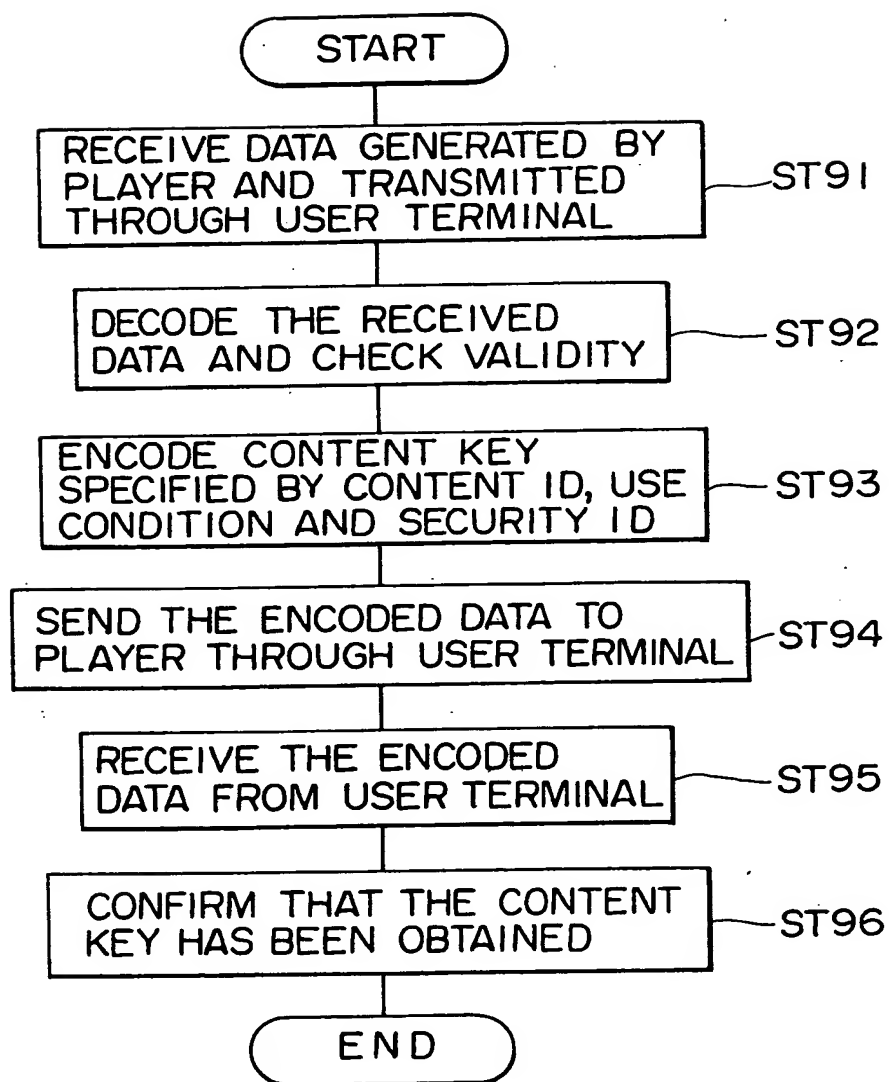 START
RECEIVE DATA GENERATED BY
PLAYER AND TRANSMITTED
THROUGH USER TERMINAL
ST91
DECODE THE RECEIVED
DATA AND CHECK VALIDITY
ST92
ENCODE CONTENT KEY
SPECIFIED BY CONTENT ID, USE
CONDITION AND SECURITY ID
ST93
SEND THE ENCODED DATA TO
PLAYER THROUGH USER TERMINAL
ST94
RECEIVE THE ENCODED
DATA FROM USER TERMINAL
ST95
CONFIRM THAT THE CONTENT
KEY HAS BEEN OBTAINED
ST96
END